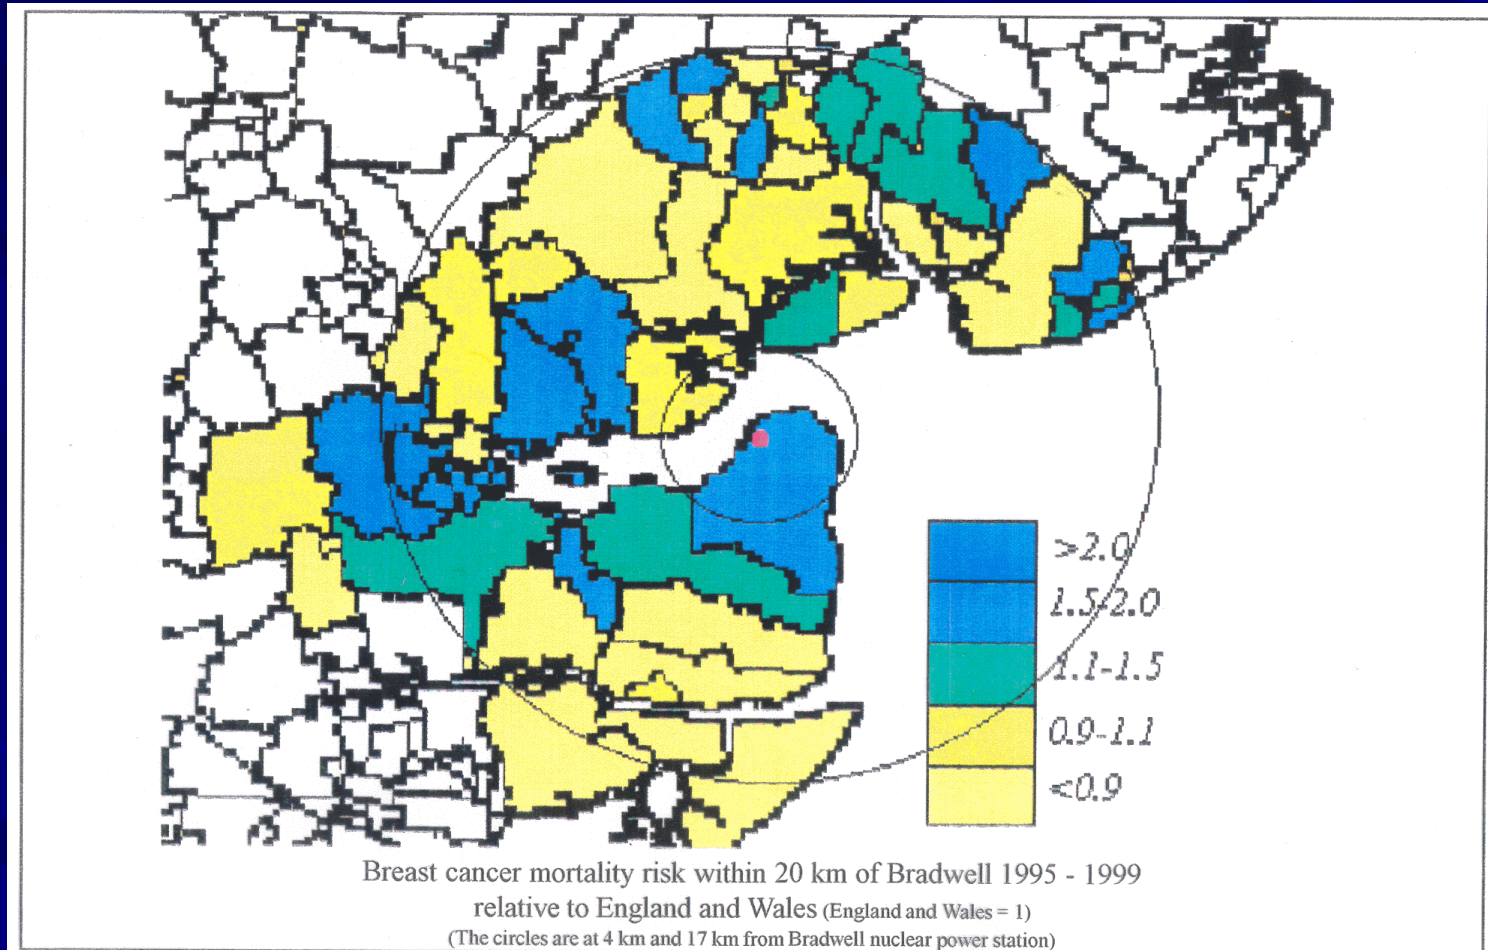 >2.0
1.5-2.0
1.1-1.5
0.9-1.1
<0.9
Breast cancer mortality risk within 20 km of Bradwell 1995 - 1999
relative to England and Wales (England and Wales = 1)
(The circles are at 4 km and 17 km from Bradwell nuclear power station)